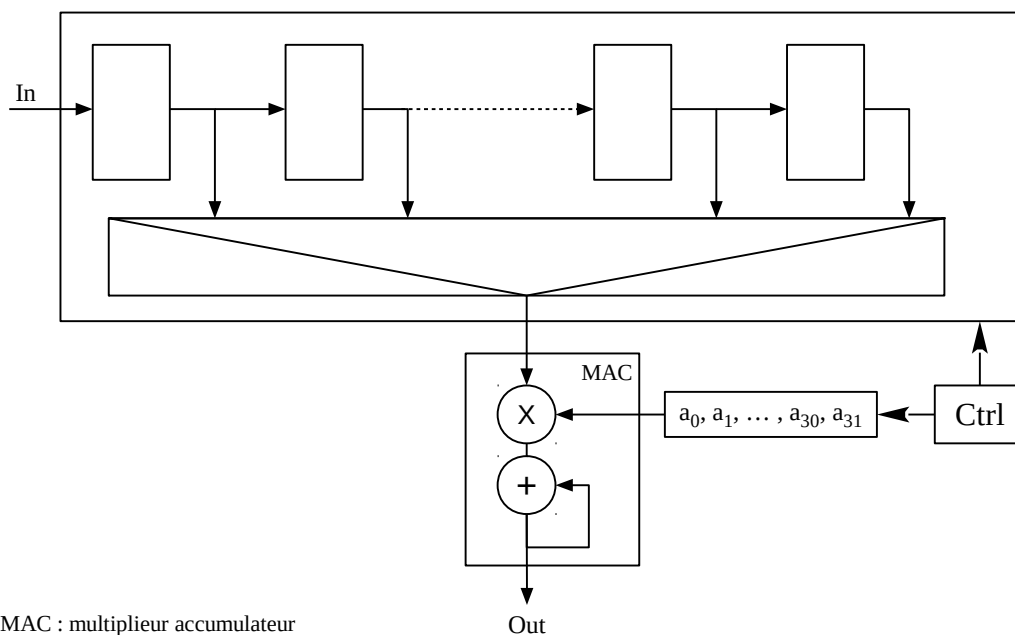 In
MAC
X
a₀, a₁, … , a₃₀, a₃₁
Ctrl
+
MAC : multiplieur accumulateur
Out